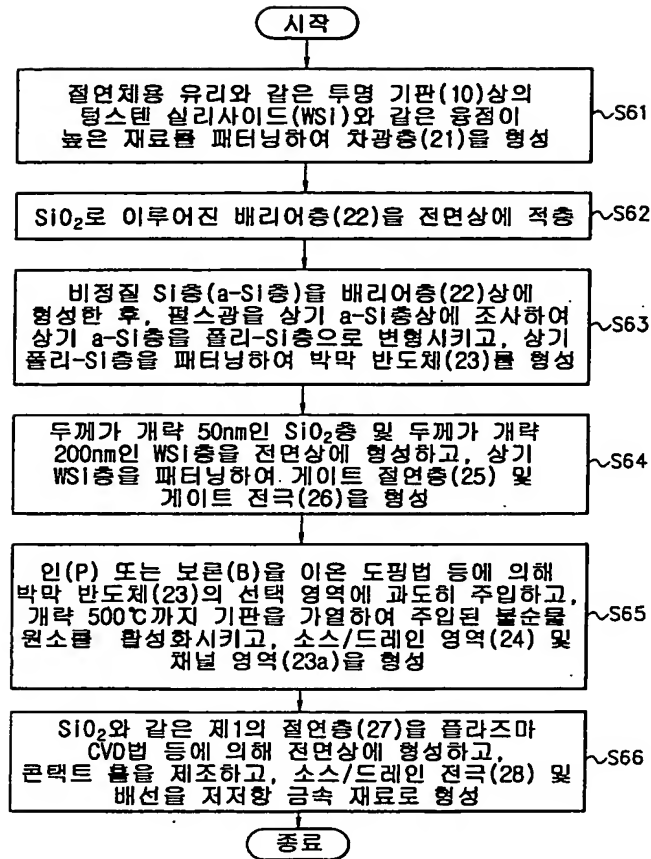 시작
절연체용 유리와 같은 투명 기판(10)상의
텅스텐 실리사이드(WSi)와 같은 융점이
높은 재료를 패터닝하여 차광층(21)을 형성
S61
SiO₂로 이루어진 배리어층(22)을 전면상에 적층
S62
비정질 Si층(a-Si층)을 배리어층(22)상에
형성한 후, 펄스광을 상기 a-Si층상에 조사하여
상기 a-Si층을 폴리-Si층으로 변형시키고, 상기
폴리-Si층을 패터닝하여 박막 반도체(23)를 형성
S63
두께가 개략 50nm인 SiO₂층 및 두께가 개략
200nm인 WSi층을 전면상에 형성하고, 상기
WSi층을 패터닝하여 게이트 절연층(25) 및
게이트 전극(26)을 형성
S64
인(P) 또는 보론(B)을 이온 도핑법 등에 의해
박막 반도체(23)의 선택 영역에 과도히 주입하고,
개략 500℃까지 기판을 가열하여 주입된 불순물
원소를 활성화시키고, 소스/드레인 영역(24) 및
채널 영역(23a)을 형성
S65
SiO₂와 같은 제1의 절연층(27)을 플라즈마
CVD법 등에 의해 전면상에 형성하고,
콘택트 홀을 제조하고, 소스/드레인 전극(28) 및
배선을 저저항 금속 재료로 형성
S66
종료